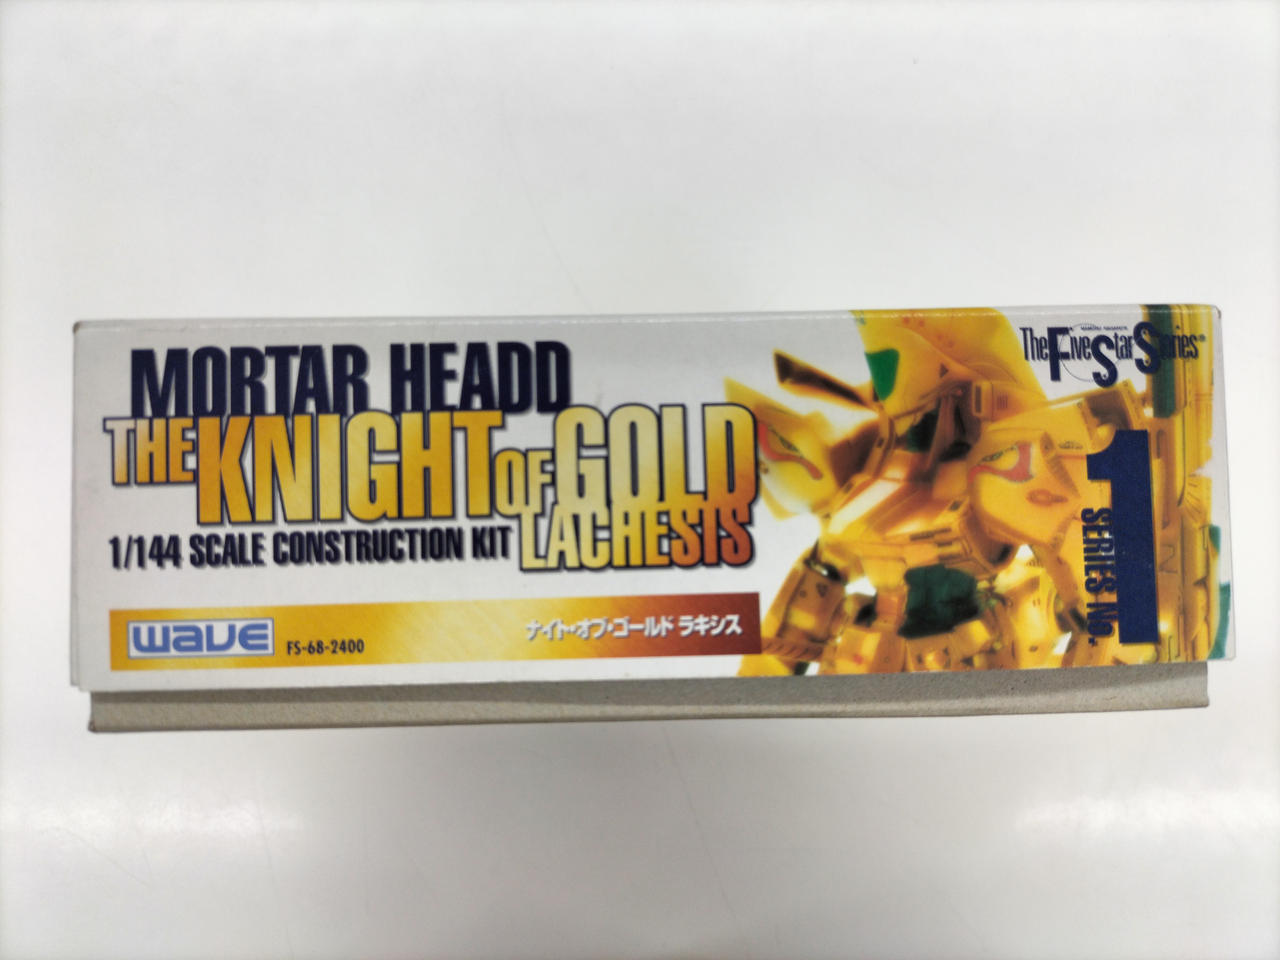 MORTAR HEADD
THE KNIGHT OF GOLD
LACHESIS
1/144 SCALE CONSTRUCTION KIT
wave
FS-68-2400
ナイト・オブ・ゴールド ラキシス
The Five Star Stories®
SERIES No.
1